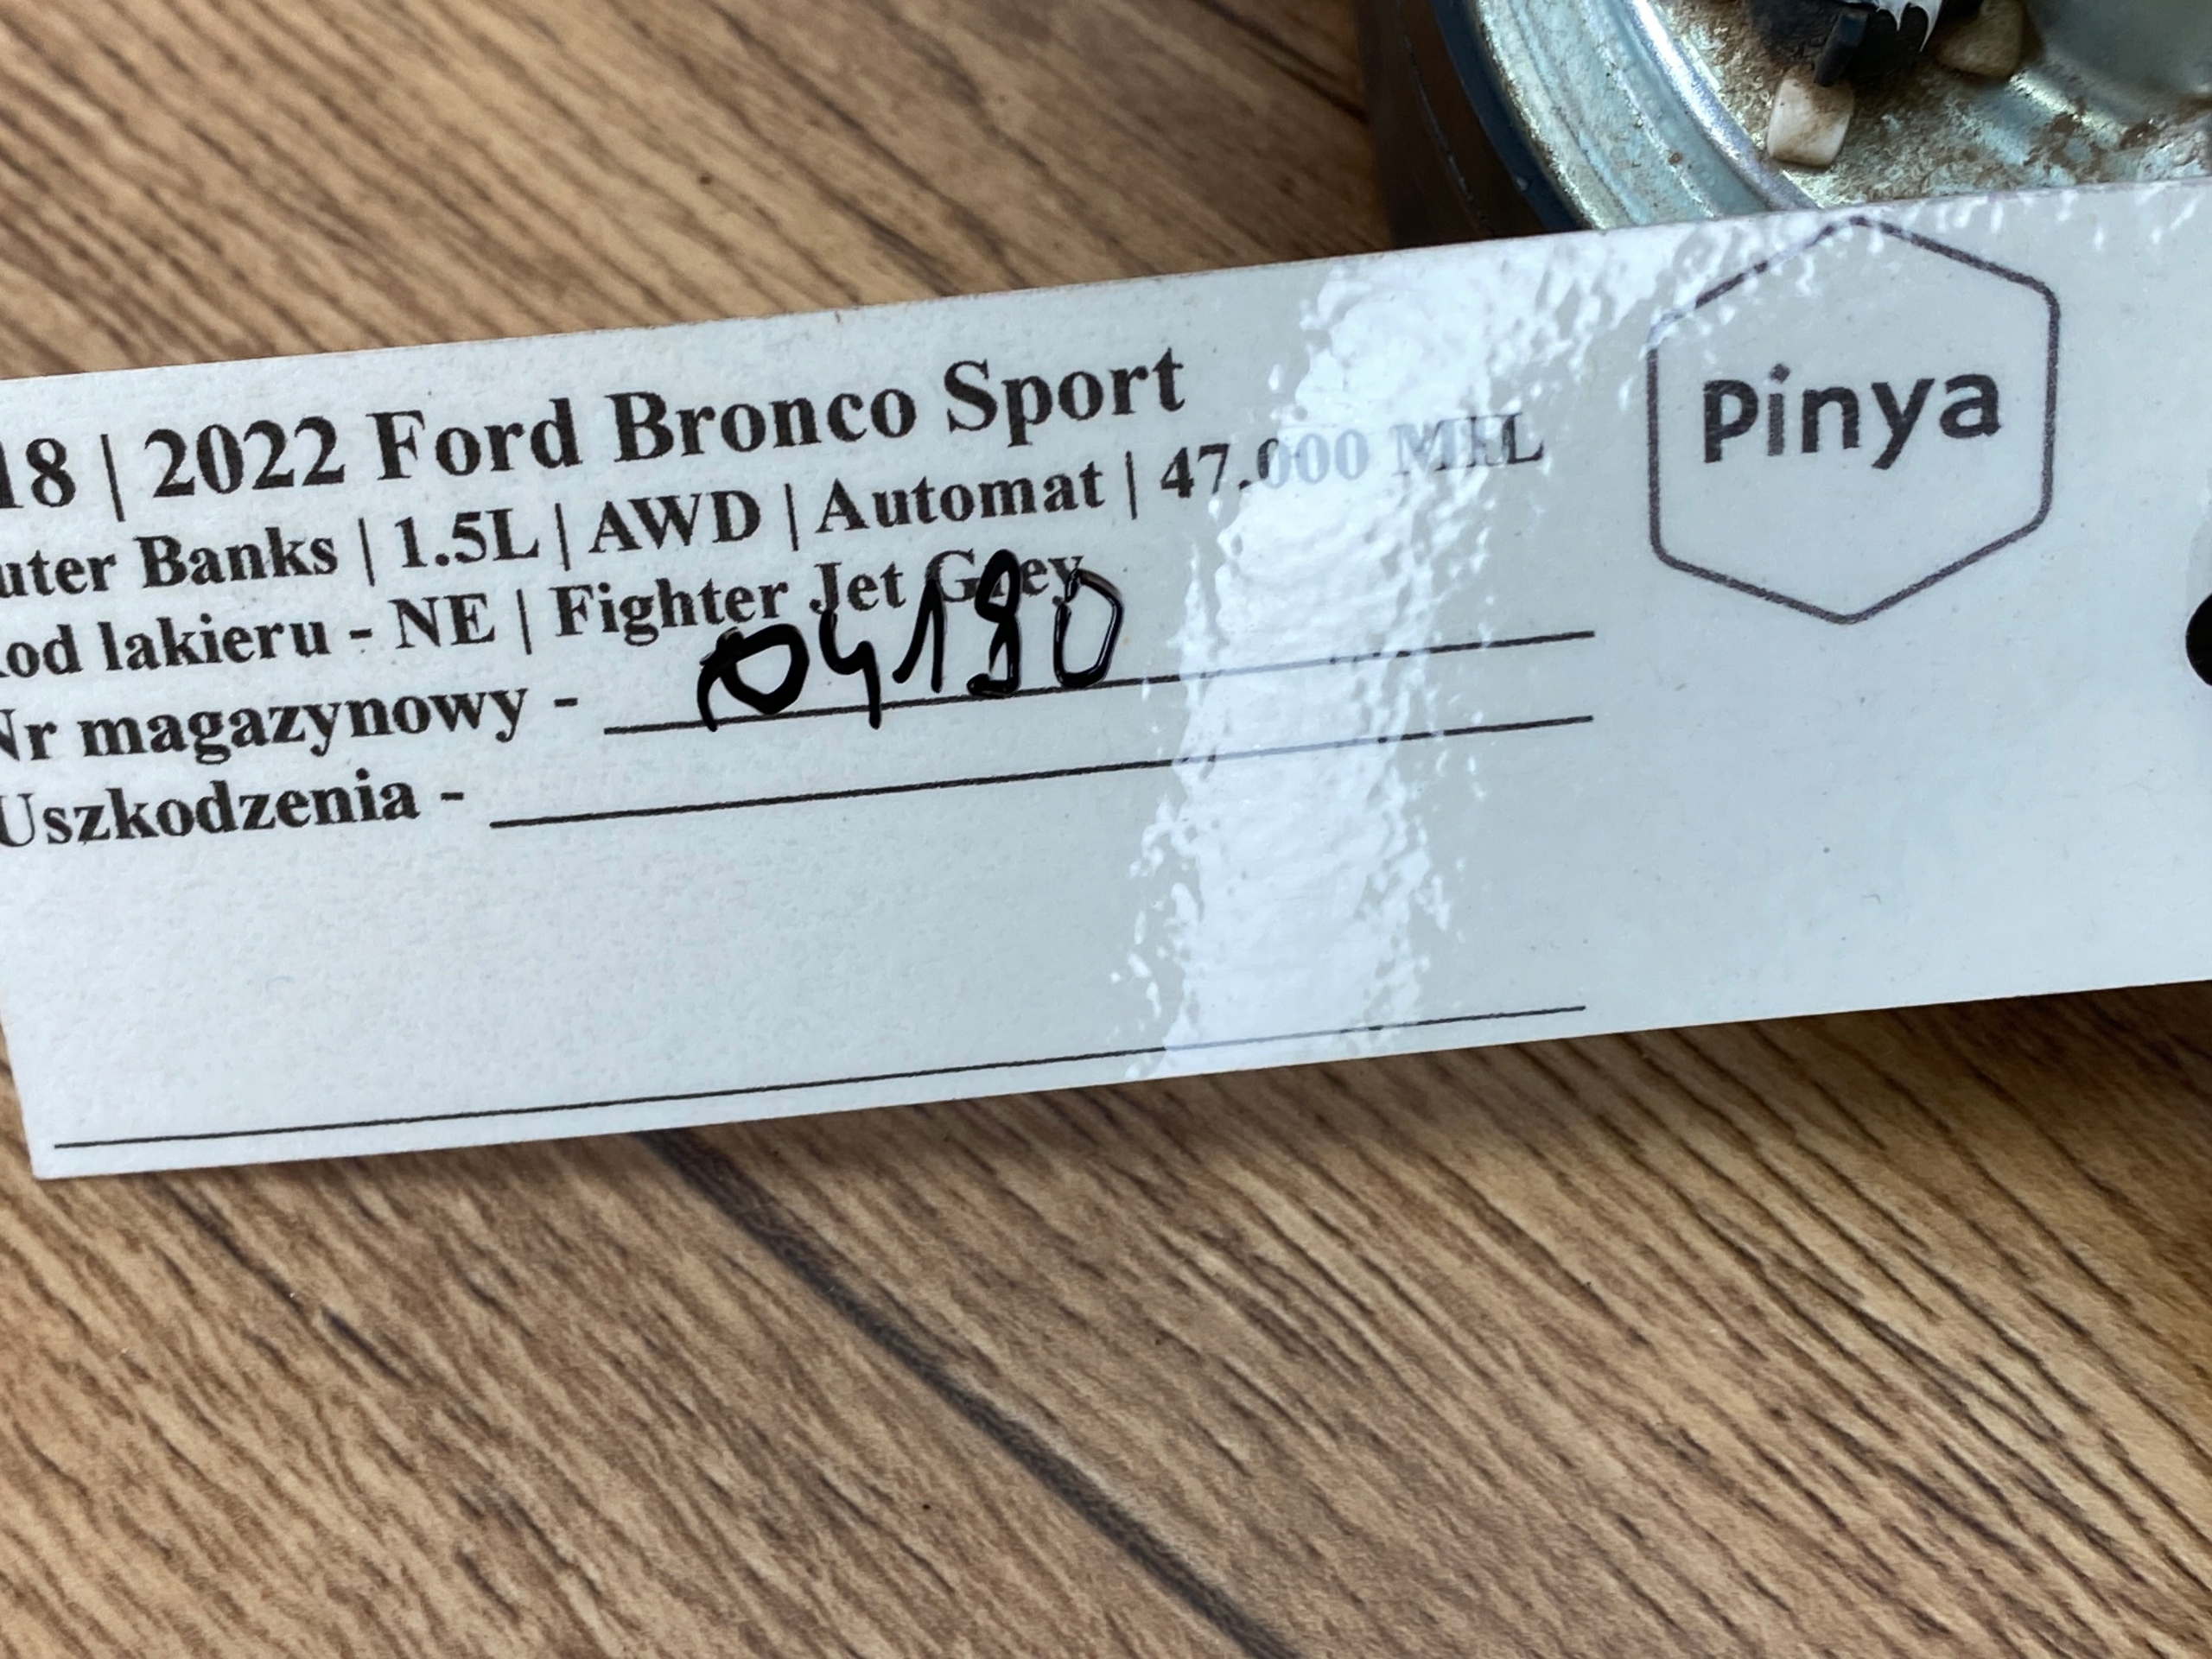 18 | 2022 Ford Bronco Sport
uter Banks | 1.5L | AWD | Automat | 47.000 MIL
od lakieru - NE | Fighter Jet Grey
Nr magazynowy - 04190
Uszkodzenia -
Pinya